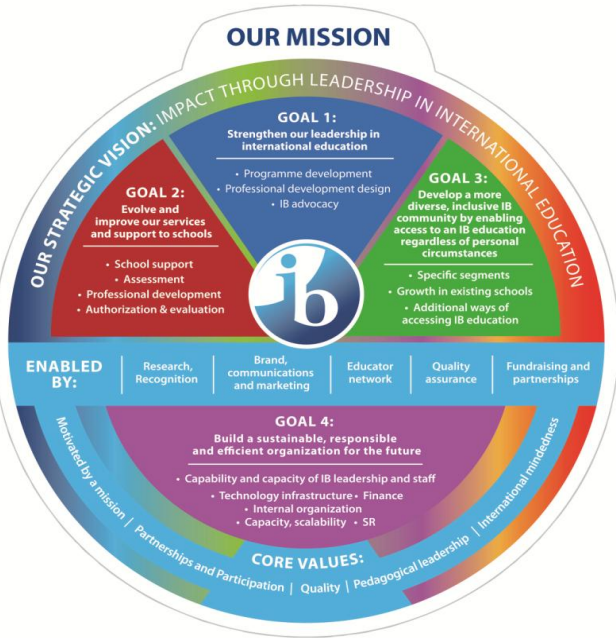 OUR MISSION
OUR STRATEGIC VISION: IMPACT THROUGH LEADERSHIP IN INTERNATIONAL EDUCATION
GOAL 1:
Strengthen our leadership in
international education
• Programme development
• Professional development design
• IB advocacy
GOAL 2:
Evolve and
improve our services
and support to schools
• School support
• Assessment
• Professional development
• Authorization & evaluation
GOAL 3:
Develop a more
diverse, inclusive IB
community by enabling
access to an IB education
regardless of personal
circumstances
• Specific segments
• Growth in existing schools
• Additional ways of
accessing IB education
ib
ENABLED
BY:
Research,
Recognition
Brand,
communications
and marketing
Educator
network
Quality
assurance
Fundraising and
partnerships
GOAL 4:
Build a sustainable, responsible
and efficient organization for the future
• Capability and capacity of IB leadership and staff
• Technology infrastructure • Finance
• Internal organization
• Capacity, scalability • SR
CORE VALUES:
Motivated by a mission | Partnerships and Participation | Quality | Pedagogical leadership | International mindedness